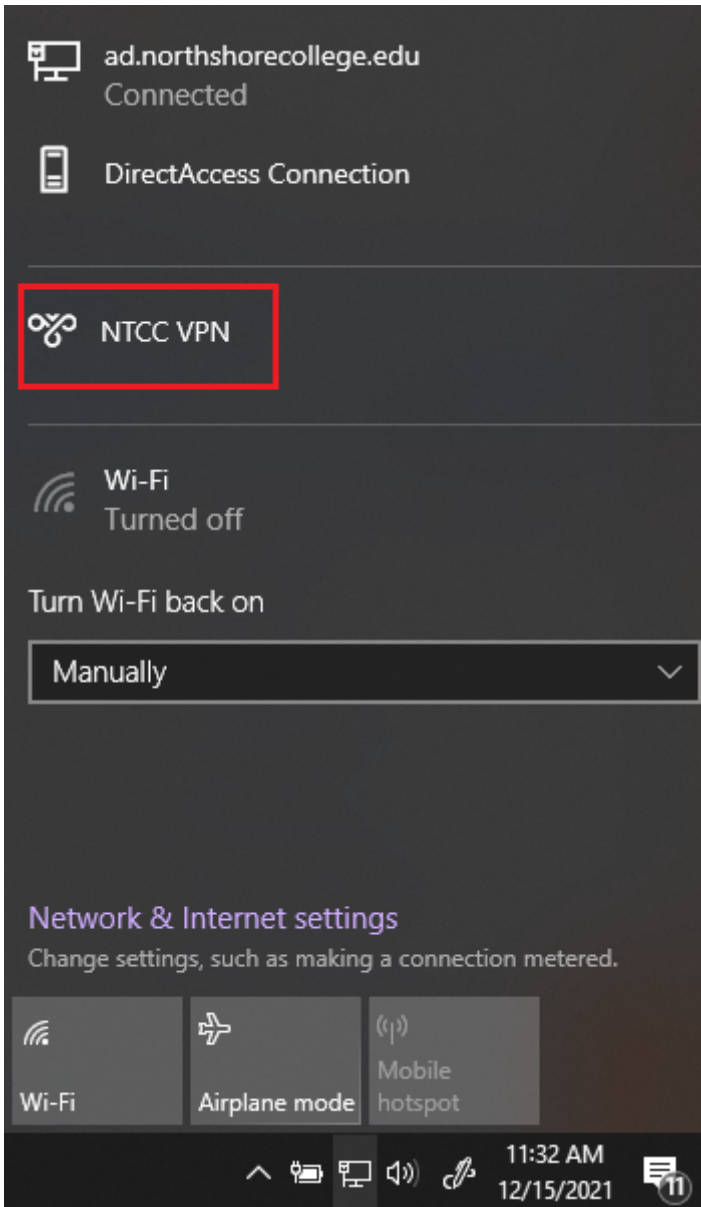 ad.northshorecollege.edu
Connected
DirectAccess Connection
NTCC VPN
Wi-Fi
Turned off
Turn Wi-Fi back on
Manually
Network & Internet settings
Change settings, such as making a connection metered.
Wi-Fi
Airplane mode
Mobile
hotspot
11:32 AM
12/15/2021
11